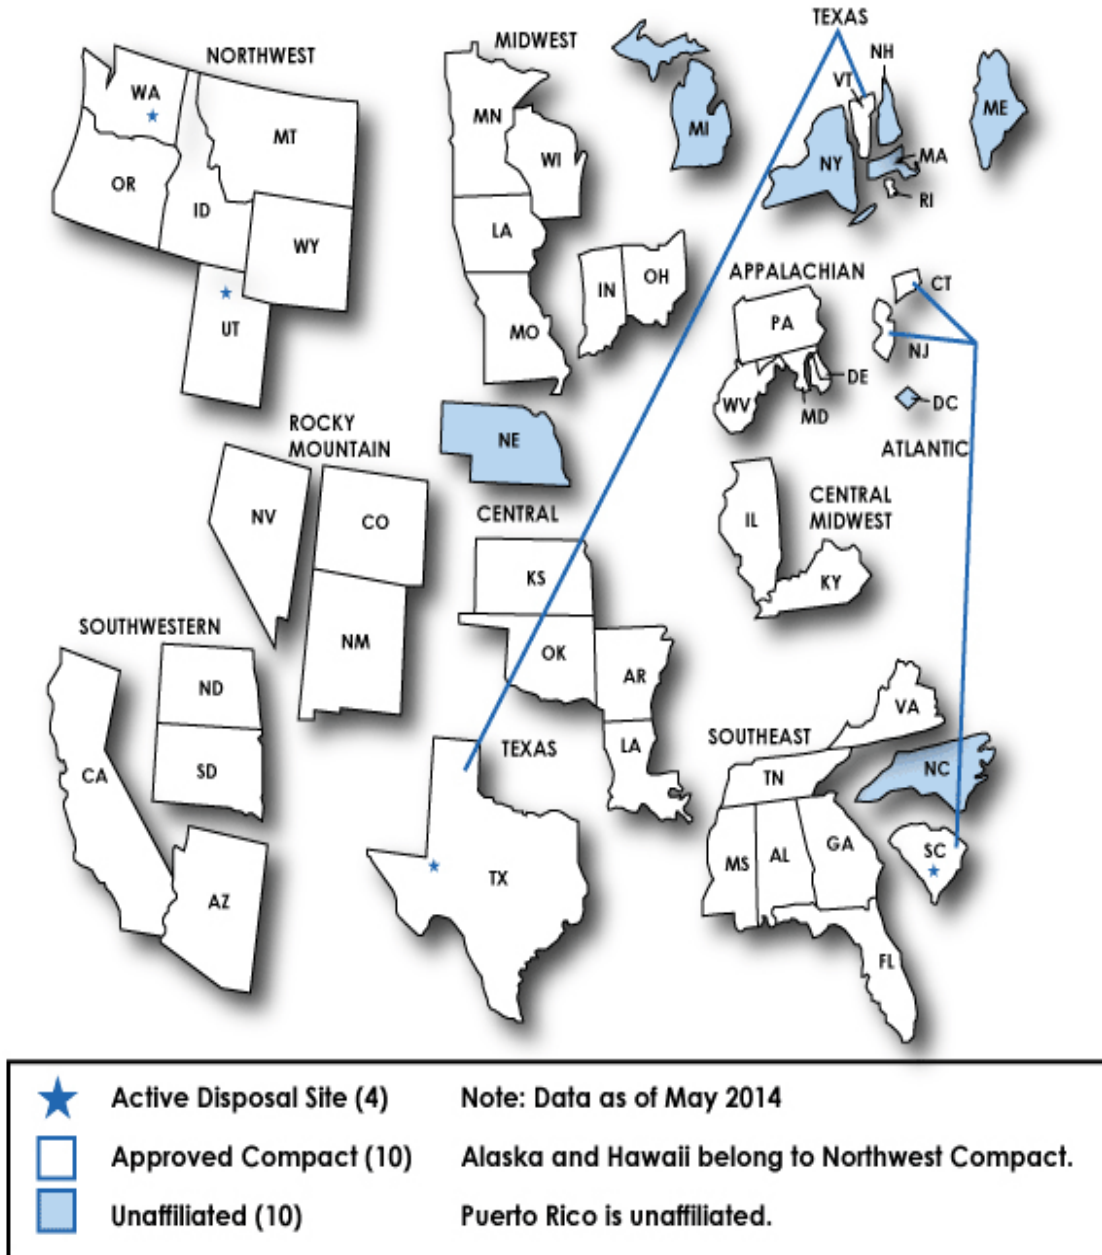 TEXAS
NORTHWEST
MIDWEST
NH
VT
WA
MT
OR
ID
WY
UT
MN
WI
LA
MO
IN
OH
MI
NY
MA
RI
ME
APPALACHIAN
PA
DE
WV
MD
CT
NJ
DC
ATLANTIC
ROCKY
MOUNTAIN
NV
CO
NM
NE
CENTRAL
KS
OK
AR
LA
IL
KY
CENTRAL
MIDWEST
SOUTHWESTERN
ND
SD
CA
AZ
TEXAS
TX
SOUTHEAST
VA
TN
NC
MS
AL
GA
SC
FL
Active Disposal Site (4)
Note: Data as of May 2014
Approved Compact (10)
Alaska and Hawaii belong to Northwest Compact.
Unaffiliated (10)
Puerto Rico is unaffiliated.